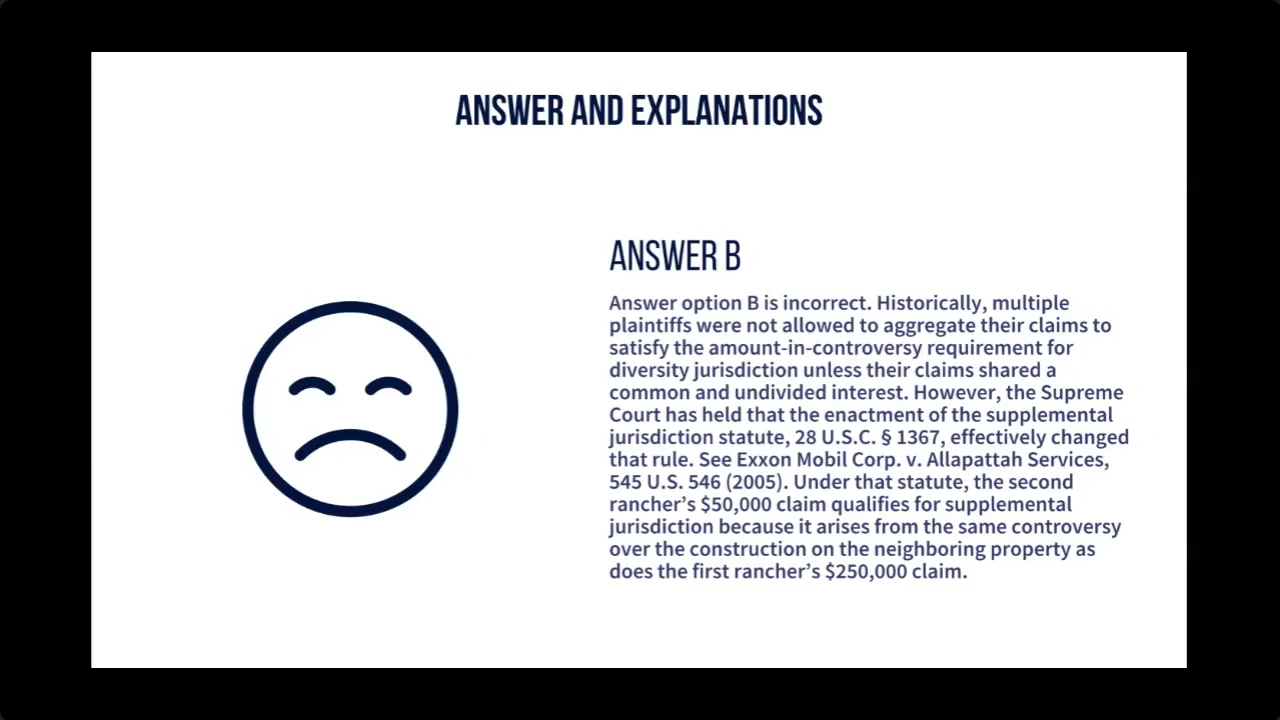 ANSWER AND EXPLANATIONS
ANSWER B
Answer option B is incorrect. Historically, multiple
plaintiffs were not allowed to aggregate their claims to
satisfy the amount-in-controversy requirement for
diversity jurisdiction unless their claims shared a
common and undivided interest. However, the Supreme
Court has held that the enactment of the supplemental
jurisdiction statute, 28 U.S.C. § 1367, effectively changed
that rule. See Exxon Mobil Corp. v. Allapattah Services,
545 U.S. 546 (2005). Under that statute, the second
rancher’s $50,000 claim qualifies for supplemental
jurisdiction because it arises from the same controversy
over the construction on the neighboring property as
does the first rancher’s $250,000 claim.